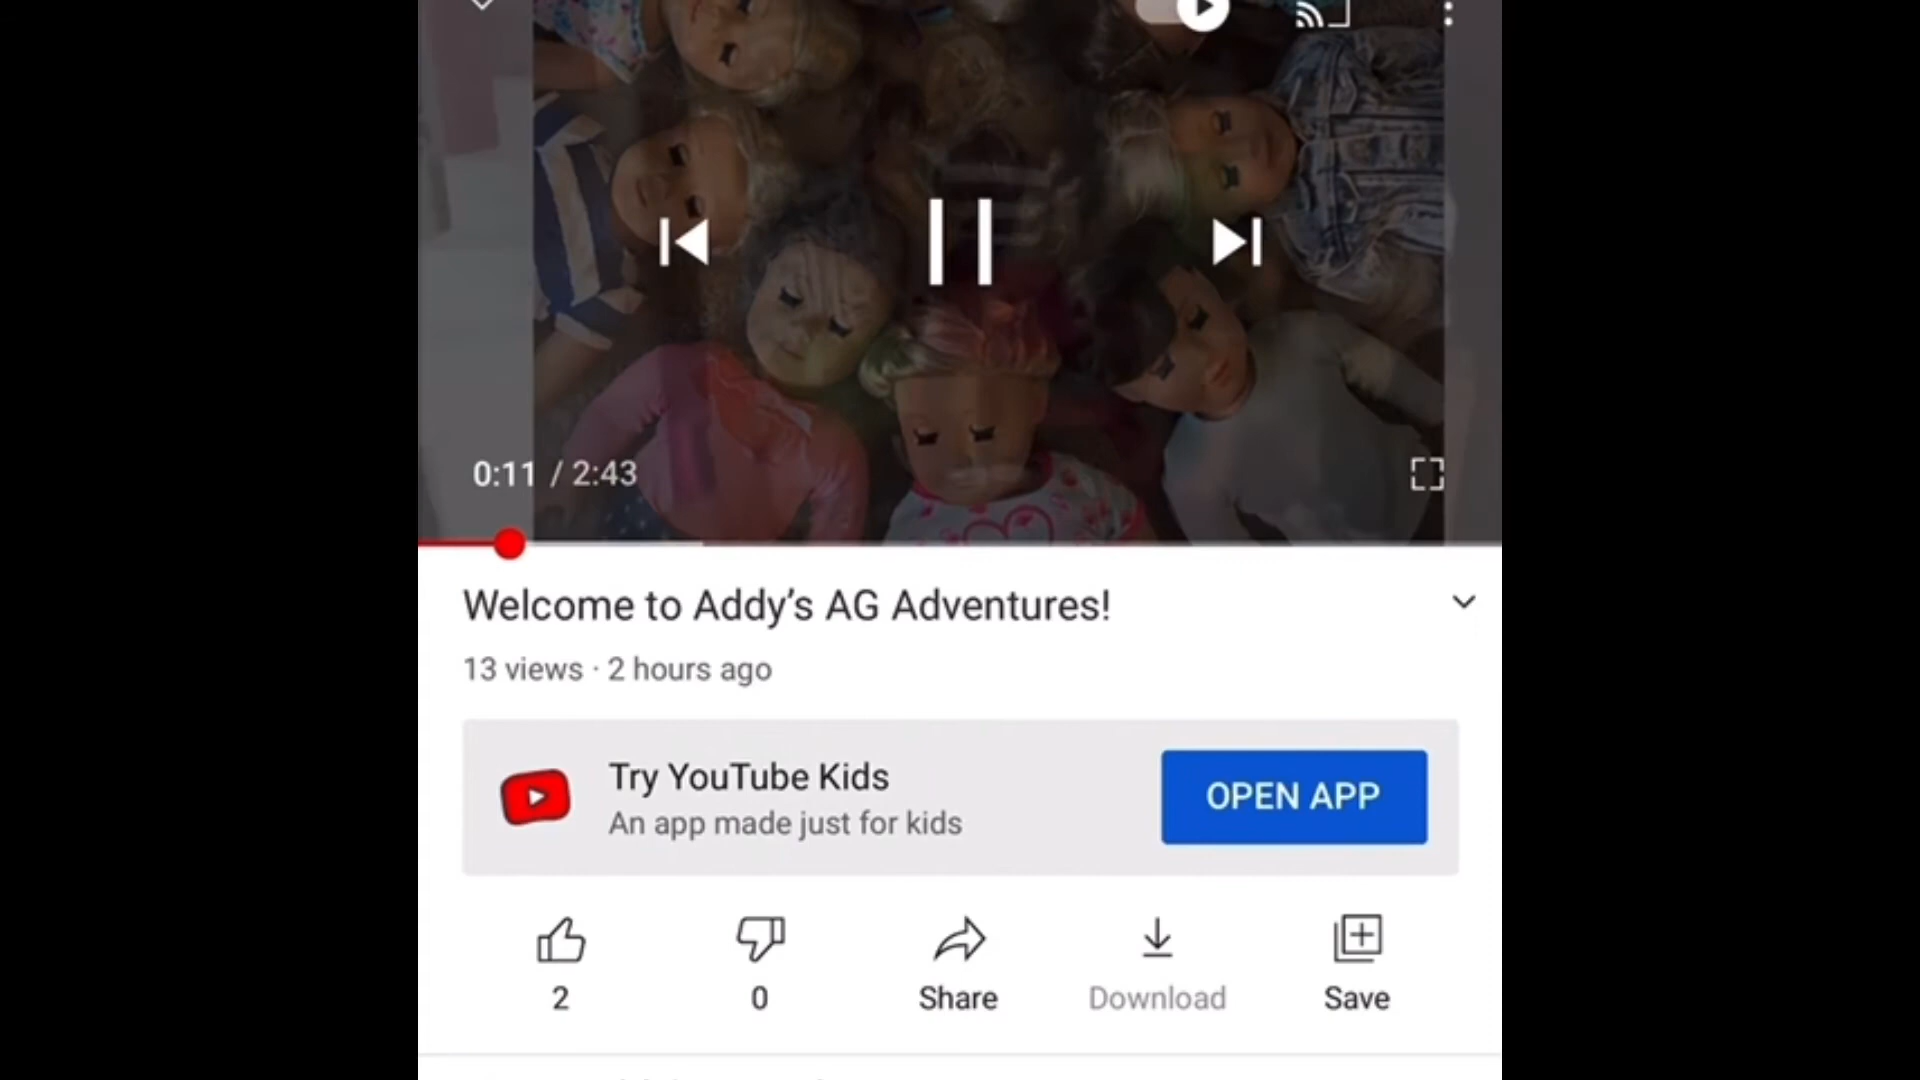 0:11 / 2:43
Welcome to Addy’s AG Adventures!
13 views · 2 hours ago
Try YouTube Kids
An app made just for kids
OPEN APP
2
0
Share
Download
Save